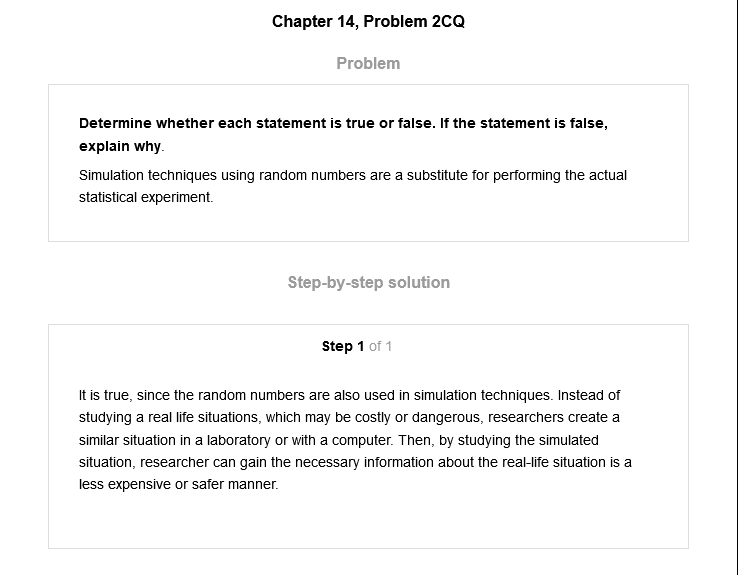 Chapter 14, Problem 2CQ
Problem
Determine whether each statement is true or false. If the statement is false,
explain why.
Simulation techniques using random numbers are a substitute for performing the actual
statistical experiment.
Step-by-step solution
Step 1 of 1
It is true, since the random numbers are also used in simulation techniques. Instead of
studying a real life situations, which may be costly or dangerous, researchers create a
similar situation in a laboratory or with a computer. Then, by studying the simulated
situation, researcher can gain the necessary information about the real-life situation is a
less expensive or safer manner.